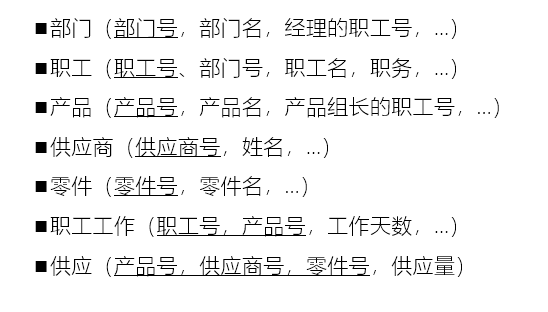 ■部门（部门号，部门名，经理的职工号，...）
■职工（职工号、部门号，职工名，职务，...）
■产品（产品号，产品名，产品组长的职工号，...）
■供应商（供应商号，姓名，...）
■零件（零件号，零件名，...）
■职工工作（职工号，产品号，工作天数，...）
■供应（产品号，供应商号，零件号，供应量）